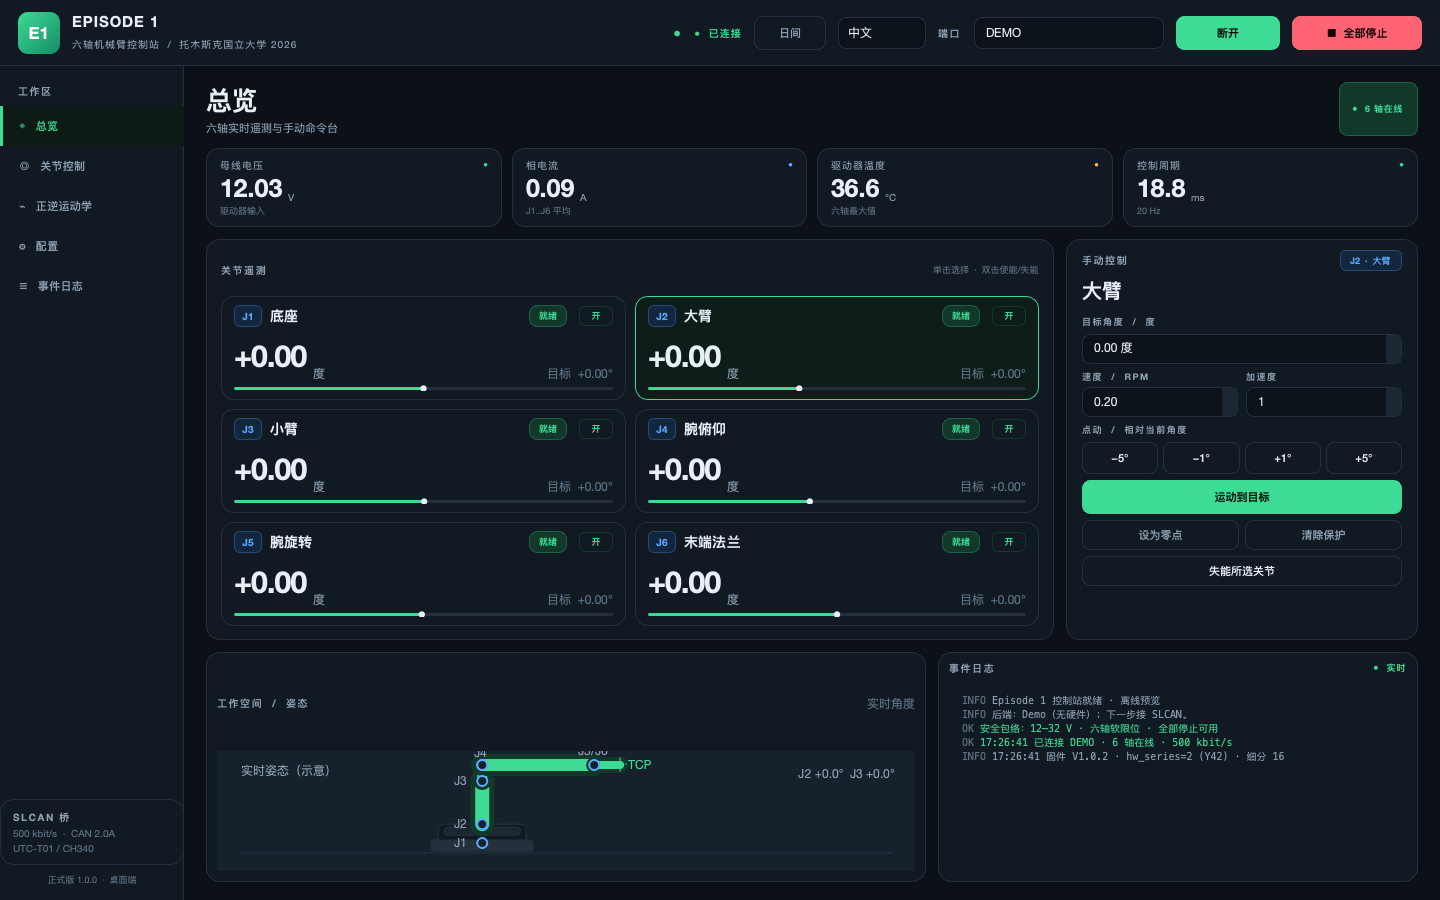 E1
EPISODE 1
六轴机械臂控制站 / 托木斯克国立大学 2026
已连接
日间
中文
端口
DEMO
断开
全部停止
工作区
总览
关节控制
正逆运动学
配置
事件日志
SLCAN 桥
500 kbit/s · CAN 2.0A
UTC-T01 / CH340
正式版 1.0.0 · 桌面端
总览
六轴实时遥测与手动命令台
6 轴在线
母线电压
12.03 V
驱动器输入
相电流
0.09 A
J1..J6 平均
驱动器温度
36.6 °C
六轴最大值
控制周期
18.8 ms
20 Hz
关节遥测
单击选择 · 双击使能/失能
J1 底座 就绪 开
+0.00 度 目标 +0.00°
J2 大臂 就绪 开
+0.00 度 目标 +0.00°
J3 小臂 就绪 开
+0.00 度 目标 +0.00°
J4 腕俯仰 就绪 开
+0.00 度 目标 +0.00°
J5 腕旋转 就绪 开
+0.00 度 目标 +0.00°
J6 末端法兰 就绪 开
+0.00 度 目标 +0.00°
手动控制
J2 · 大臂
大臂
目标角度 / 度
0.00 度
速度 / RPM
加速度
0.20
1
点动 / 相对当前角度
−5°
−1°
+1°
+5°
运动到目标
设为零点
清除保护
失能所选关节
工作空间 / 姿态
实时角度
实时姿态（示意）
J2 +0.0° J3 +0.0°
J4
J5/J6
TCP
J3
J2
J1
事件日志
实时
INFO Episode 1 控制站就绪 · 离线预览
INFO 后端: Demo（无硬件）; 下一步接 SLCAN。
OK 安全包络: 12–32 V · 六轴软限位 · 全部停止可用
OK 17:26:41 已连接 DEMO · 6 轴在线 · 500 kbit/s
INFO 17:26:41 固件 V1.0.2 · hw_series=2 (Y42) · 细分 16